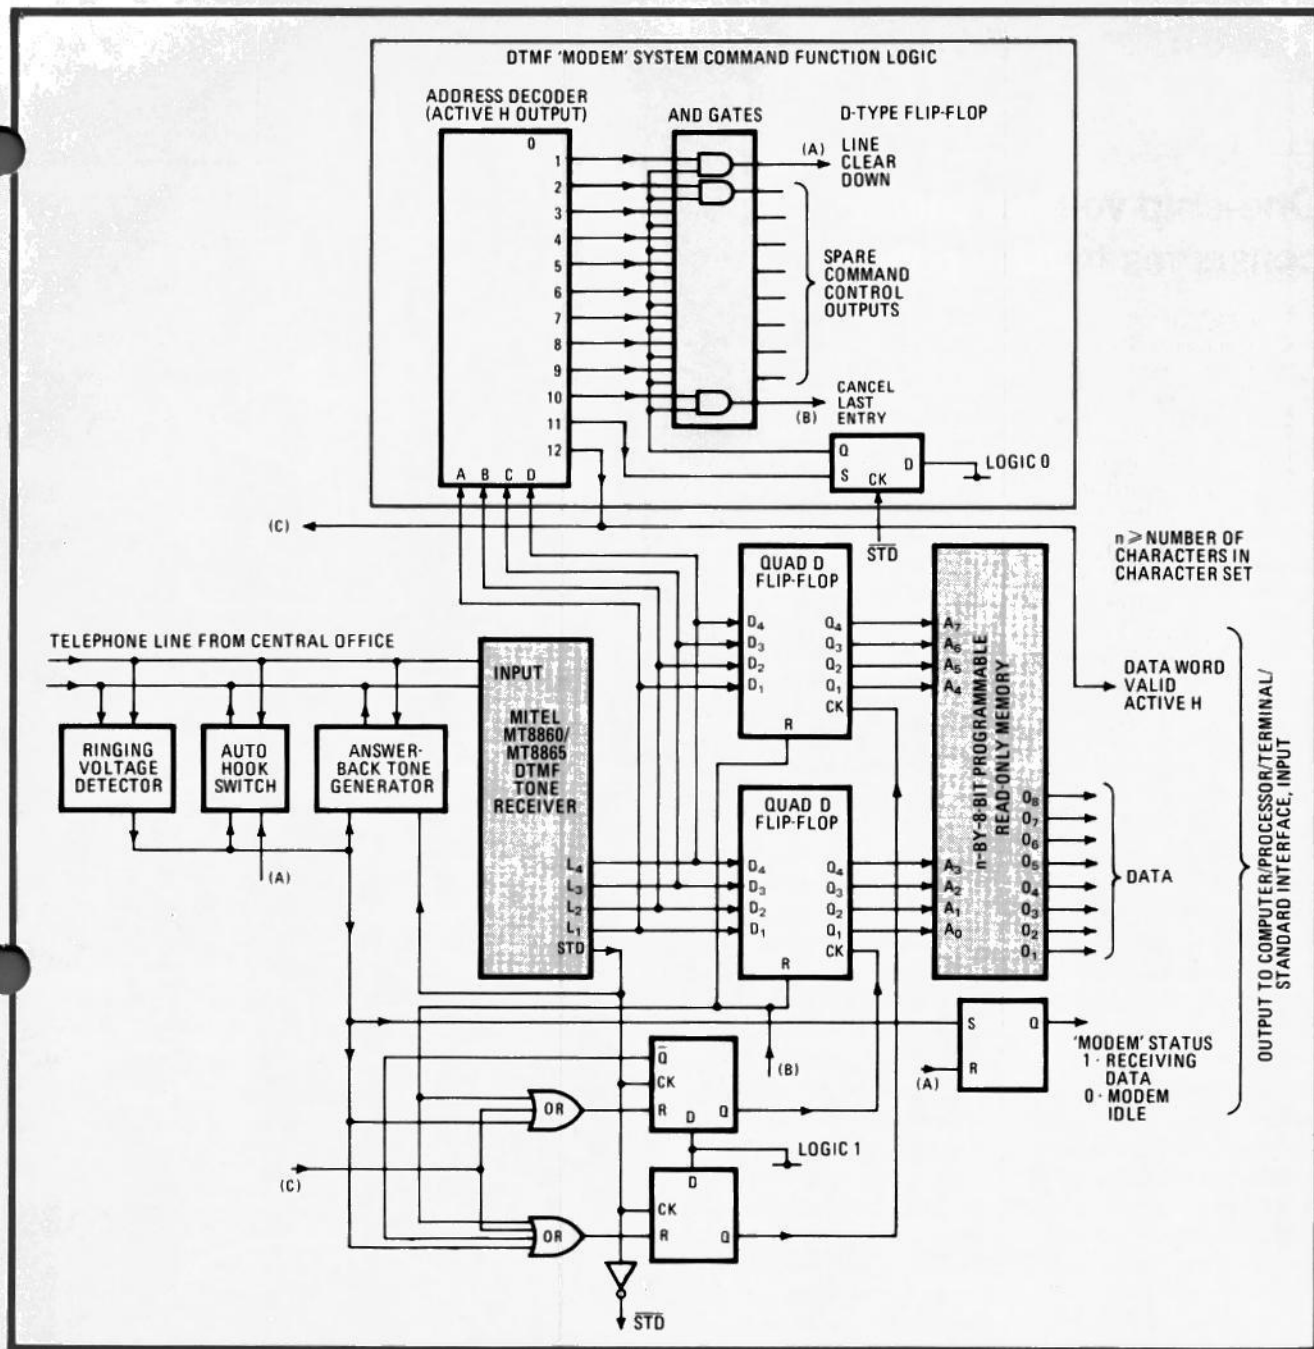 DTMF 'MODEM' SYSTEM COMMAND FUNCTION LOGIC
ADDRESS DECODER
(ACTIVE H OUTPUT)
AND GATES
D-TYPE FLIP-FLOP
0
1
2
3
4
5
6
7
8
9
10
11
12
A B C D
(A)
LINE
CLEAR
DOWN
SPARE
COMMAND
CONTROL
OUTPUTS
CANCEL
LAST
ENTRY
(B)
Q
S
CK
D
LOGIC 0
STD
(C)
n ⩾ NUMBER OF
CHARACTERS IN
CHARACTER SET
TELEPHONE LINE FROM CENTRAL OFFICE
RINGING
VOLTAGE
DETECTOR
AUTO
HOOK
SWITCH
ANSWER-
BACK TONE
GENERATOR
(A)
INPUT
MITEL
MT8860/
MT8865
DTMF
TONE
RECEIVER
L4
L3
L2
L1
STD
QUAD D
FLIP-FLOP
D4 Q4
D3 Q3
D2 Q2
D1 Q1
CK
R
QUAD D
FLIP-FLOP
D4 Q4
D3 Q3
D2 Q2
D1 Q1
CK
R
n-BY-8-BIT PROGRAMMABLE
READ-ONLY MEMORY
A7
A6
A5
A4
A3
A2
A1
A0
O8
O7
O6
O5
O4
O3
O2
O1
DATA WORD
VALID
ACTIVE H
DATA
OUTPUT TO COMPUTER/PROCESSOR/TERMINAL/
STANDARD INTERFACE, INPUT
S Q
R
(A)
'MODEM' STATUS
1 · RECEIVING
DATA
0 · MODEM
IDLE
(B)
Q̅
CK
R
D
Q
OR
LOGIC 1
(C)
D
CK
R
Q
OR
S̅T̅D̅